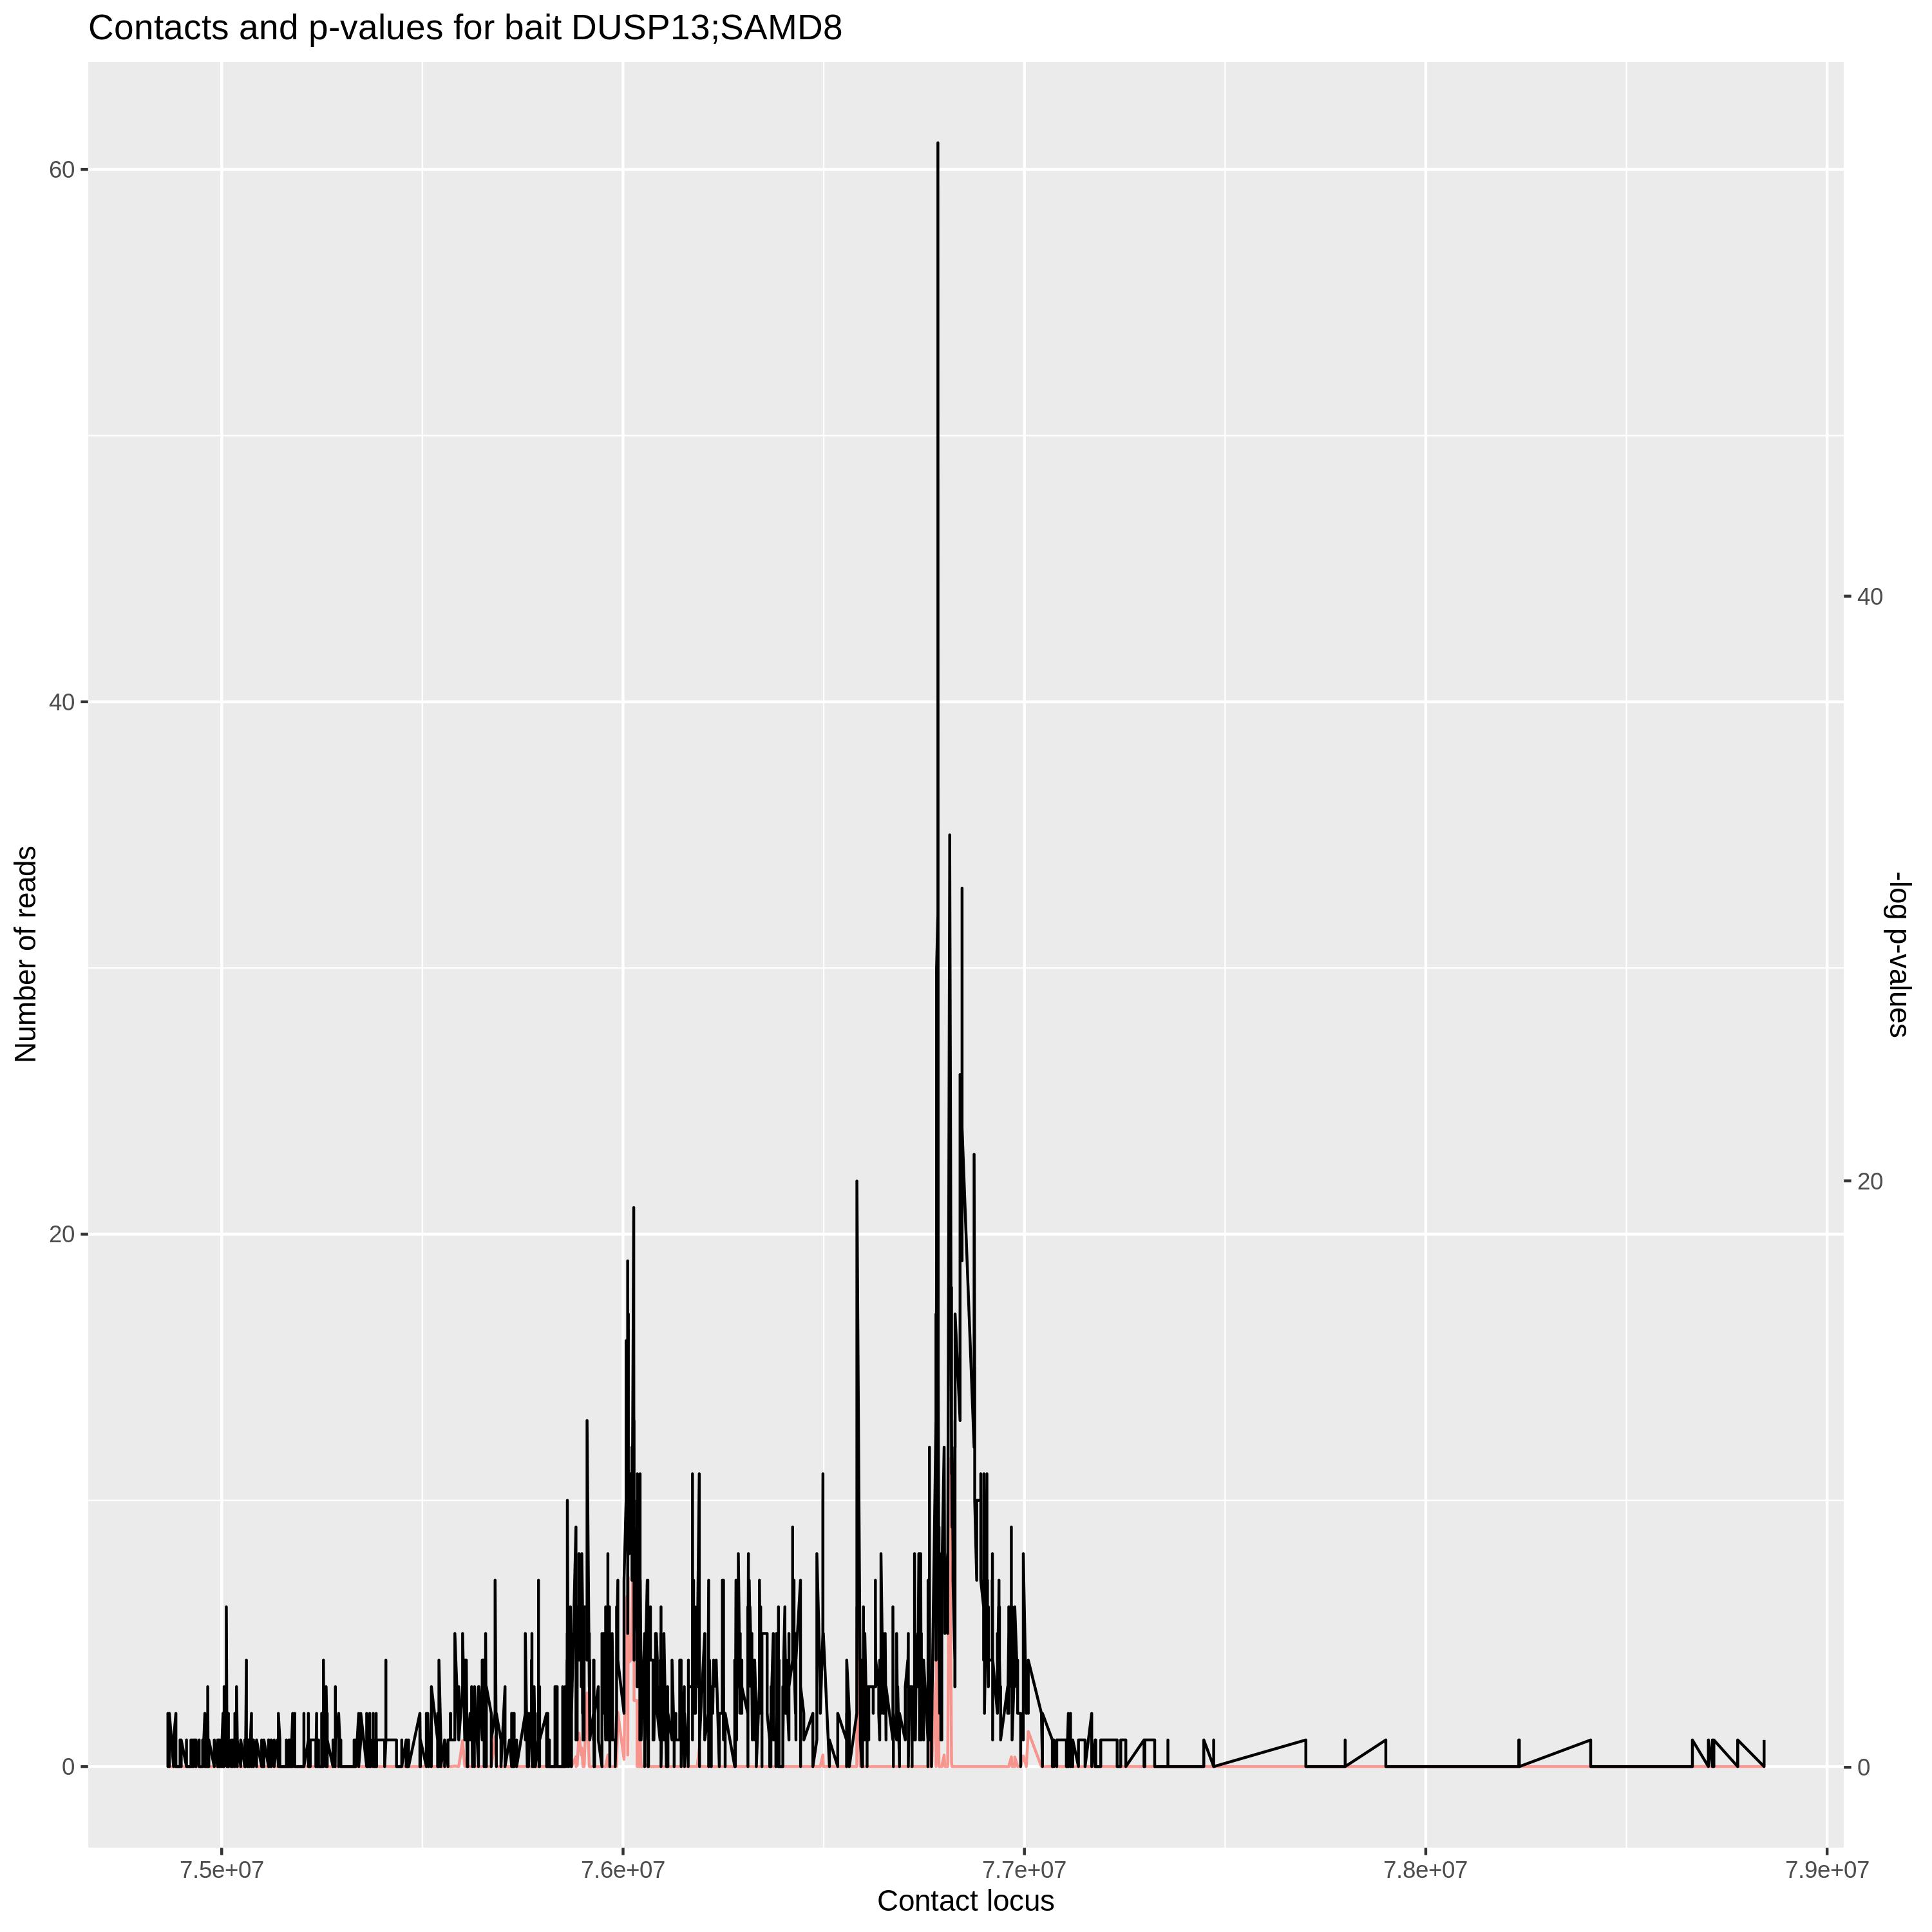 Contacts and p-values for bait DUSP13;SAMD8
60
40
20
0
Number of reads
40
20
0
-log p-values
7.5e+07
7.6e+07
7.7e+07
7.8e+07
7.9e+07
Contact locus